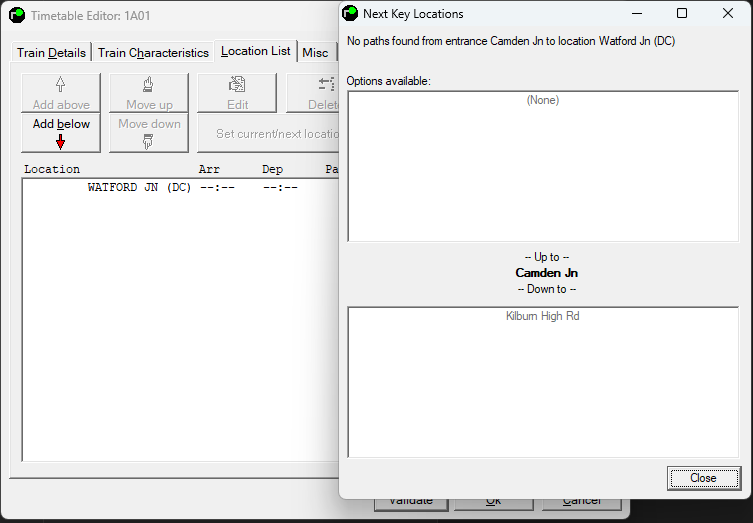 Timetable Editor: 1A01
Train Details
Train Characteristics
Location List
Misc
Add above
Move up
Edit
Add below
Move down
Set current/next
Location Arr Dep
WATFORD JN (DC) --:-- --:--
Validate
Ok
Cancel
Next Key Locations
No paths found from entrance Camden Jn to location Watford Jn (DC)
Options available:
(None)
-- Up to --
Camden Jn
-- Down to --
Kilburn High Rd
Close